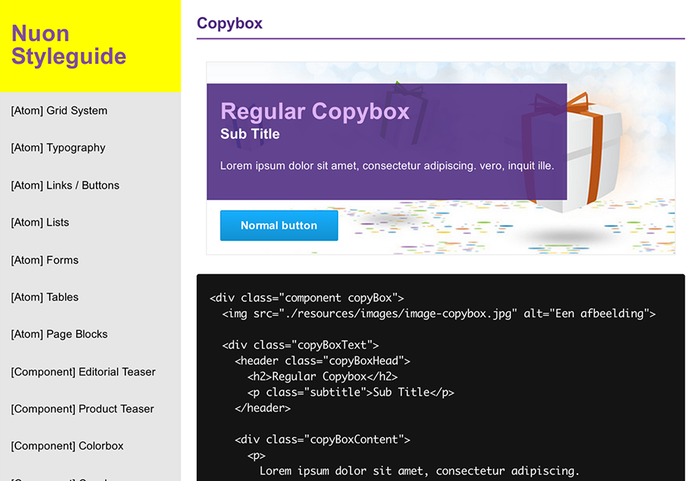 Nuon
Styleguide
[Atom] Grid System
[Atom] Typography
[Atom] Links / Buttons
[Atom] Lists
[Atom] Forms
[Atom] Tables
[Atom] Page Blocks
[Component] Editorial Teaser
[Component] Product Teaser
[Component] Colorbox
Copybox
Regular Copybox
Sub Title
Lorem ipsum dolor sit amet, consectetur adipiscing. vero, inquit ille.
Normal button
<div class="component copyBox">
<img src="./resources/images/image-copybox.jpg" alt="Een afbeelding">
<div class="copyBoxText">
<header class="copyBoxHead">
<h2>Regular Copybox</h2>
<p class="subtitle">Sub Title</p>
</header>
<div class="copyBoxContent">
<p>
Lorem ipsum dolor sit amet, consectetur adipiscing.